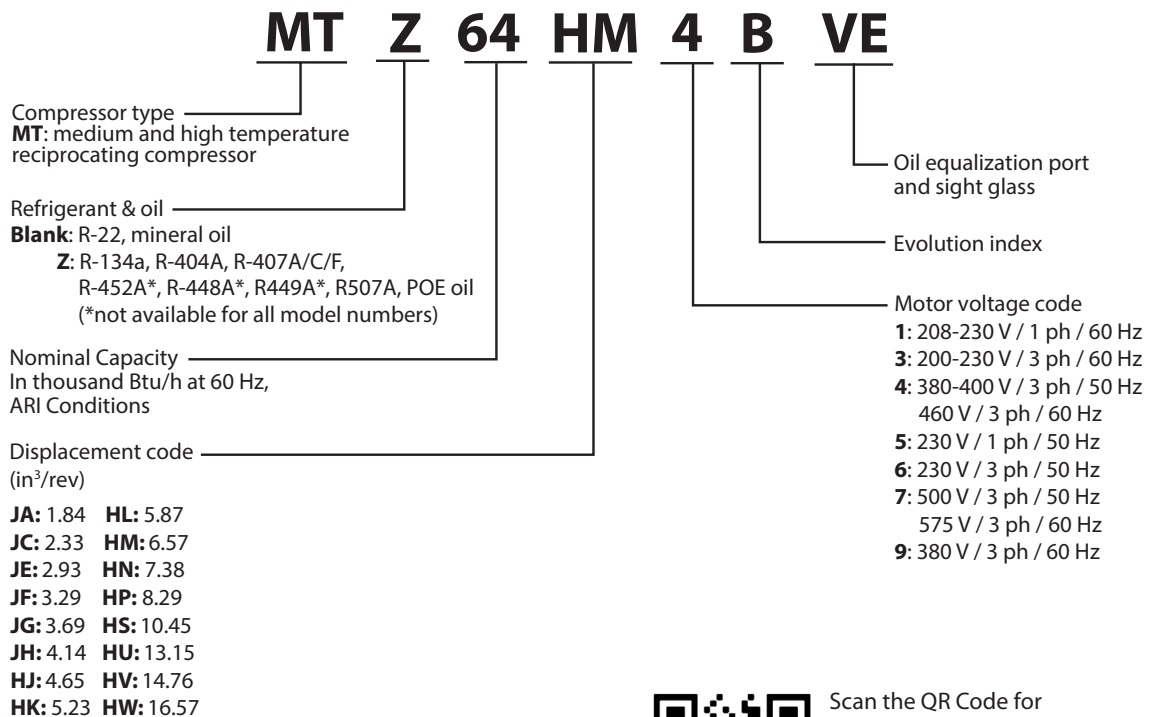 MT Z 64 HM 4 B VE
Compressor type
MT: medium and high temperature
reciprocating compressor
Refrigerant & oil
Blank: R-22, mineral oil
Z: R-134a, R-404A, R-407A/C/F,
R-452A*, R-448A*, R449A*, R507A, POE oil
(*not available for all model numbers)
Nominal Capacity
In thousand Btu/h at 60 Hz,
ARI Conditions
Displacement code
(in³/rev)
JA: 1.84 HL: 5.87
JC: 2.33 HM: 6.57
JE: 2.93 HN: 7.38
JF: 3.29 HP: 8.29
JG: 3.69 HS: 10.45
JH: 4.14 HU: 13.15
HJ: 4.65 HV: 14.76
HK: 5.23 HW: 16.57
Oil equalization port
and sight glass
Evolution index
Motor voltage code
1: 208-230 V / 1 ph / 60 Hz
3: 200-230 V / 3 ph / 60 Hz
4: 380-400 V / 3 ph / 50 Hz
460 V / 3 ph / 60 Hz
5: 230 V / 1 ph / 50 Hz
6: 230 V / 3 ph / 50 Hz
7: 500 V / 3 ph / 50 Hz
575 V / 3 ph / 60 Hz
9: 380 V / 3 ph / 60 Hz
Scan the QR Code for